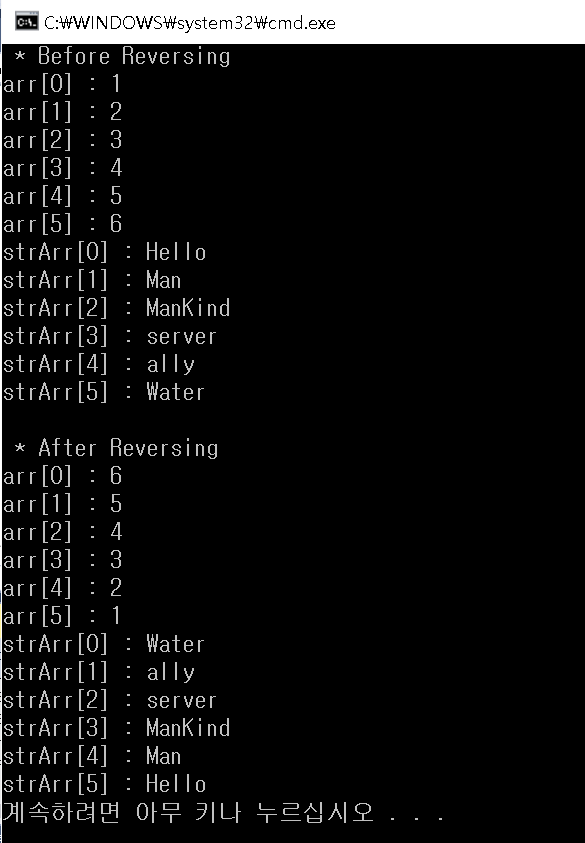 C:\WINDOWS\system32\cmd.exe
* Before Reversing
arr[0] : 1
arr[1] : 2
arr[2] : 3
arr[3] : 4
arr[4] : 5
arr[5] : 6
strArr[0] : Hello
strArr[1] : Man
strArr[2] : ManKind
strArr[3] : server
strArr[4] : ally
strArr[5] : Water
* After Reversing
arr[0] : 6
arr[1] : 5
arr[2] : 4
arr[3] : 3
arr[4] : 2
arr[5] : 1
strArr[0] : Water
strArr[1] : ally
strArr[2] : server
strArr[3] : ManKind
strArr[4] : Man
strArr[5] : Hello
계속하려면 아무 키나 누르십시오 . . .